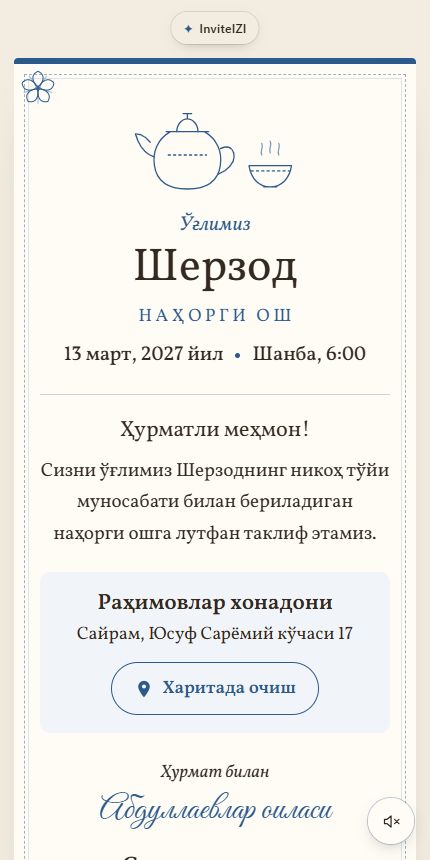 InviteIZI
Ўғлимиз
Шерзод
НАҲОРГИ ОШ
13 март, 2027 йил • Шанба, 6:00
Ҳурматли меҳмон!
Сизни ўғлимиз Шерзоднинг никоҳ тўйи
муносабати билан бериладиган
наҳорги ошга лутфан таклиф этамиз.
Раҳимовлар хонадони
Сайрам, Юсуф Сарёмий кўчаси 17
Харитада очиш
Ҳурмат билан
Абдуллаевлар оиласи